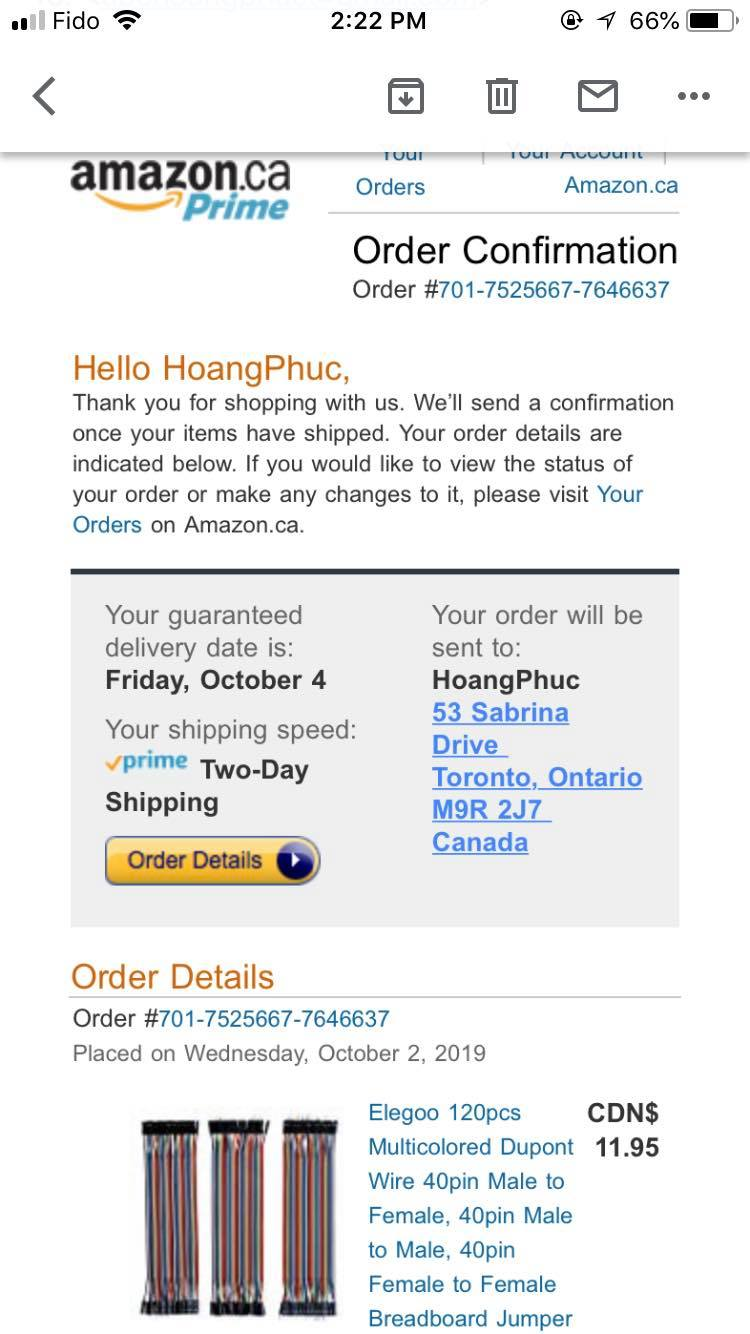 Fido
2:22 PM
66%
amazon.ca
Prime
Your
Orders
Your Account
Amazon.ca
Order Confirmation
Order #701-7525667-7646637
Hello HoangPhuc,
Thank you for shopping with us. We’ll send a confirmation
once your items have shipped. Your order details are
indicated below. If you would like to view the status of
your order or make any changes to it, please visit Your
Orders on Amazon.ca.
Your guaranteed
delivery date is:
Friday, October 4
Your shipping speed:
prime Two-Day
Shipping
Order Details
Your order will be
sent to:
HoangPhuc
53 Sabrina
Drive
Toronto, Ontario
M9R 2J7
Canada
Order Details
Order #701-7525667-7646637
Placed on Wednesday, October 2, 2019
Elegoo 120pcs
Multicolored Dupont
Wire 40pin Male to
Female, 40pin Male
to Male, 40pin
Female to Female
Breadboard Jumper
CDN$
11.95